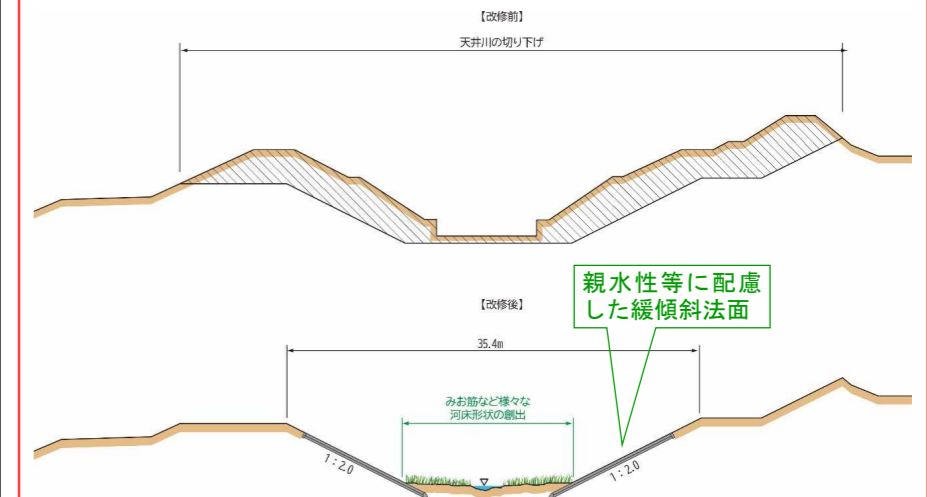 【改修前】
天井川の切り下げ
親水性等に配慮
した緩傾斜法面
【改修後】
35.4m
みお筋など様々な
河床形状の創出
1:2.0
1:2.0